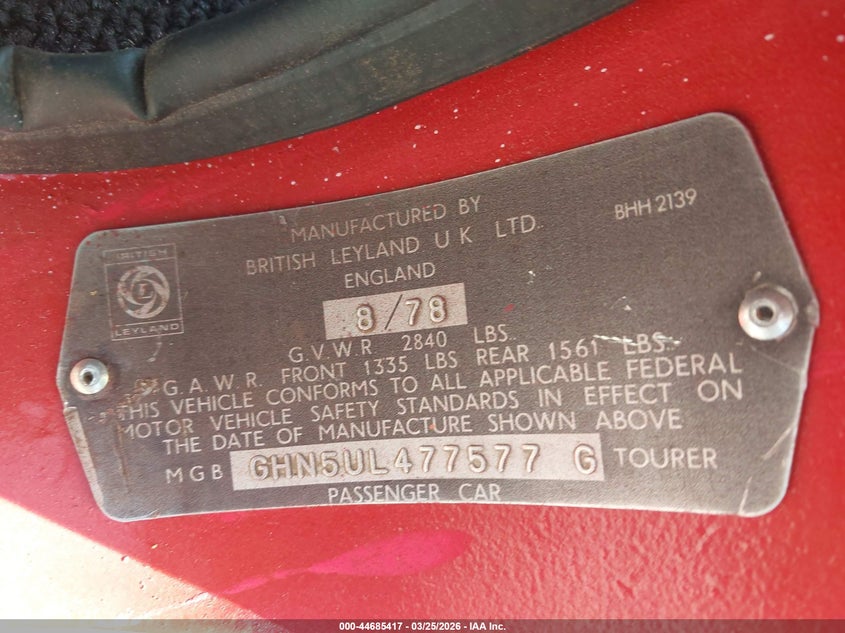 MANUFACTURED BY
BRITISH LEYLAND U K LTD.
ENGLAND
BHH 2139
BRITISH
L
LEYLAND
8/78
G.V.W.R. 2840 LBS.
G.A.W.R. FRONT 1335 LBS REAR 1561 LBS.
THIS VEHICLE CONFORMS TO ALL APPLICABLE FEDERAL
MOTOR VEHICLE SAFETY STANDARDS IN EFFECT ON
THE DATE OF MANUFACTURE SHOWN ABOVE
MGB GHN5UL477577 G TOURER
PASSENGER CAR
000-44685417 - 03/25/2026 - IAA Inc.